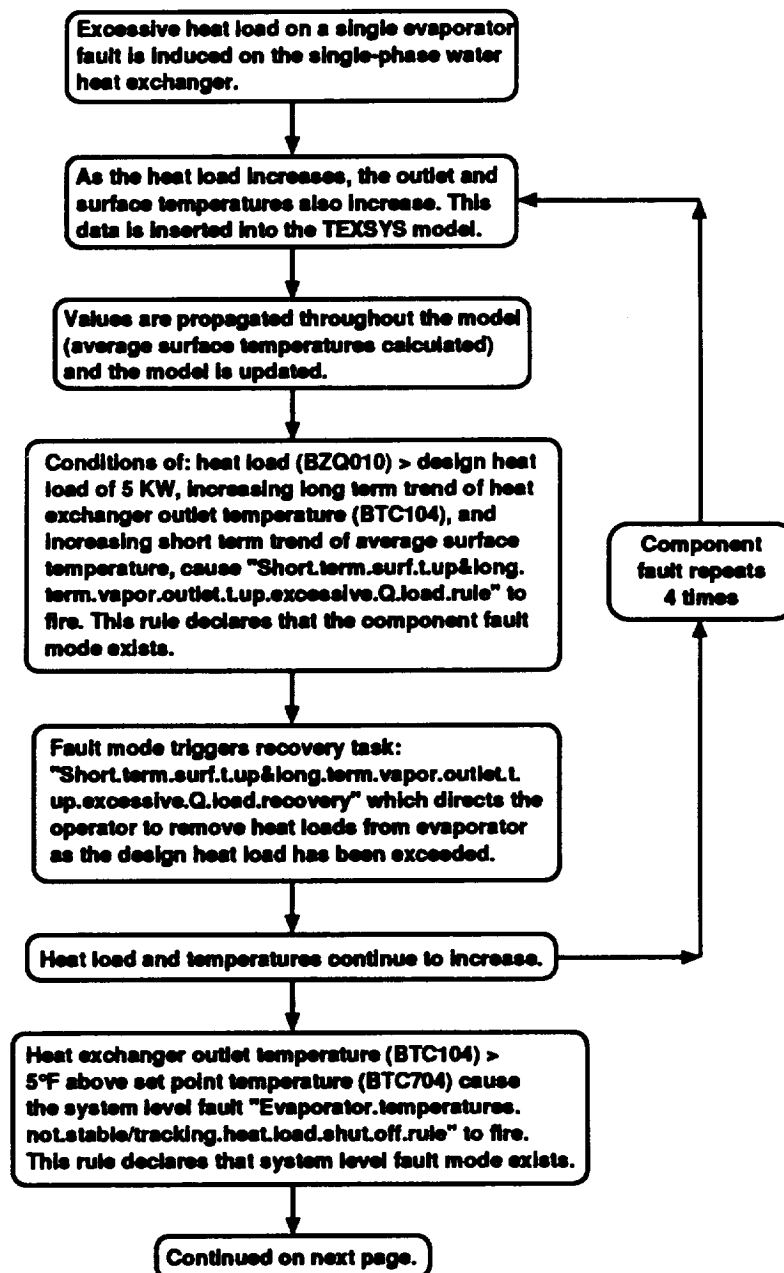 Excessive heat load on a single evaporator
fault is induced on the single-phase water
heat exchanger.
As the heat load increases, the outlet and
surface temperatures also increase. This
data is inserted into the TEXSYS model.
Values are propagated throughout the model
(average surface temperatures calculated)
and the model is updated.
Conditions of: heat load (BZQ010) > design heat
load of 5 KW, increasing long term trend of heat
exchanger outlet temperature (BTC104), and
increasing short term trend of average surface
temperature, cause "Short.term.surf.t.up&long.
term.vapor.outlet.t.up.excessive.Q.load.rule" to
fire. This rule declares that the component fault
mode exists.
Component
fault repeats
4 times
Fault mode triggers recovery task:
"Short.term.surf.t.up&long.term.vapor.outlet.t.
up.excessive.Q.load.recovery" which directs the
operator to remove heat loads from evaporator
as the design heat load has been exceeded.
Heat load and temperatures continue to increase.
Heat exchanger outlet temperature (BTC104) >
5°F above set point temperature (BTC704) cause
the system level fault "Evaporator.temperatures.
not.stable/tracking.heat.load.shut.off.rule" to fire.
This rule declares that system level fault mode exists.
Continued on next page.